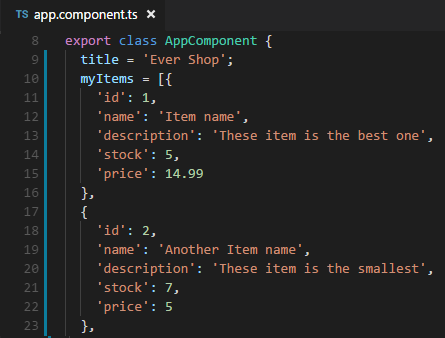 TS app.component.ts ×
8 export class AppComponent {
9 title = 'Ever Shop';
10 myItems = [{
11 'id': 1,
12 'name': 'Item name',
13 'description': 'These item is the best one',
14 'stock': 5,
15 'price': 14.99
16 },
17 {
18 'id': 2,
19 'name': 'Another Item name',
20 'description': 'These item is the smallest',
21 'stock': 7,
22 'price': 5
23 },